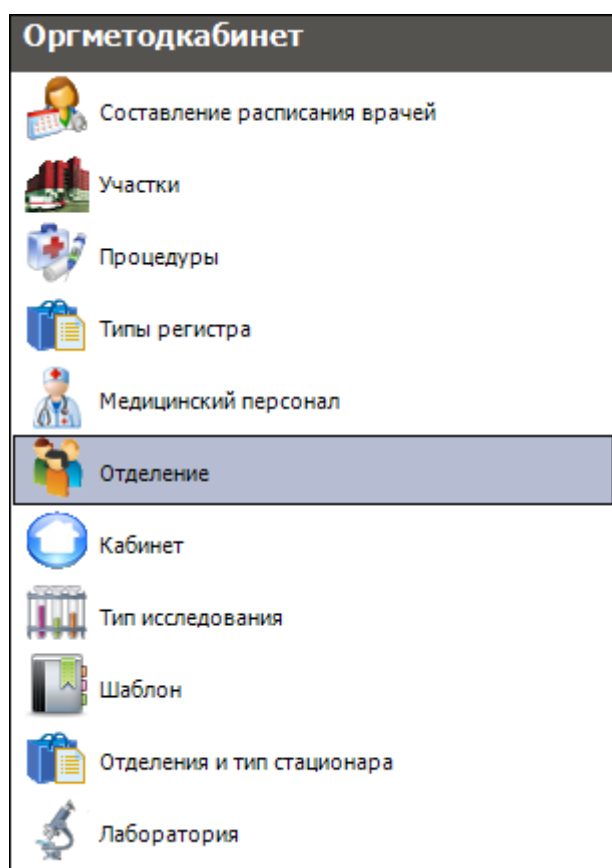 Оргметодкабинет
Составление расписания врачей
Участки
Процедуры
Типы регистра
Медицинский персонал
Отделение
Кабинет
Тип исследования
Шаблон
Отделения и тип стационара
Лаборатория